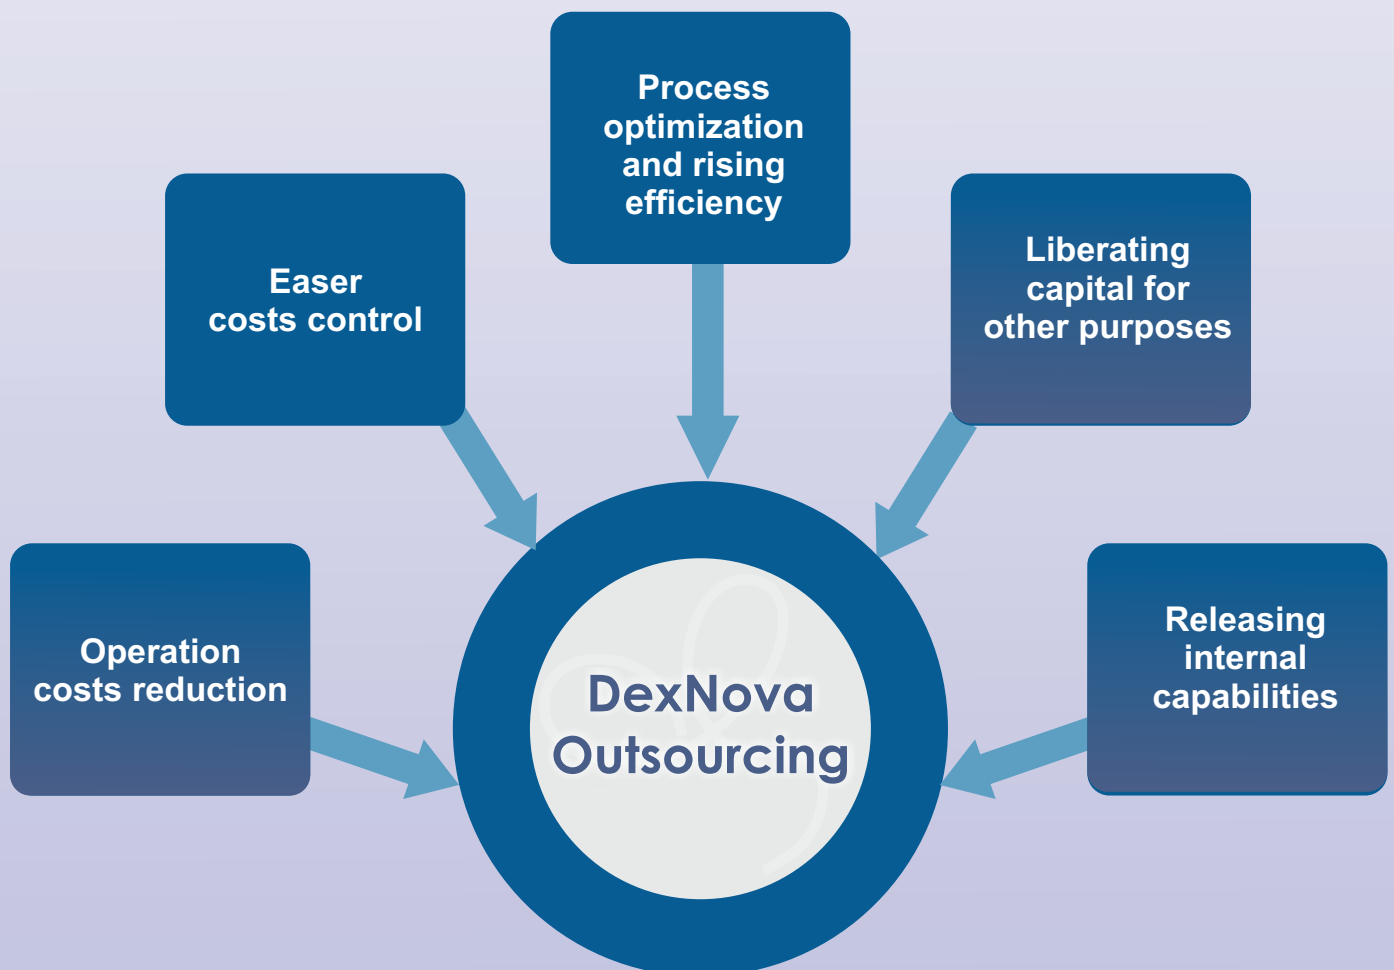 Process
optimization
and rising
efficiency
Easer
costs control
Liberating
capital for
other purposes
Operation
costs reduction
Releasing
internal
capabilities
DexNova
Outsourcing